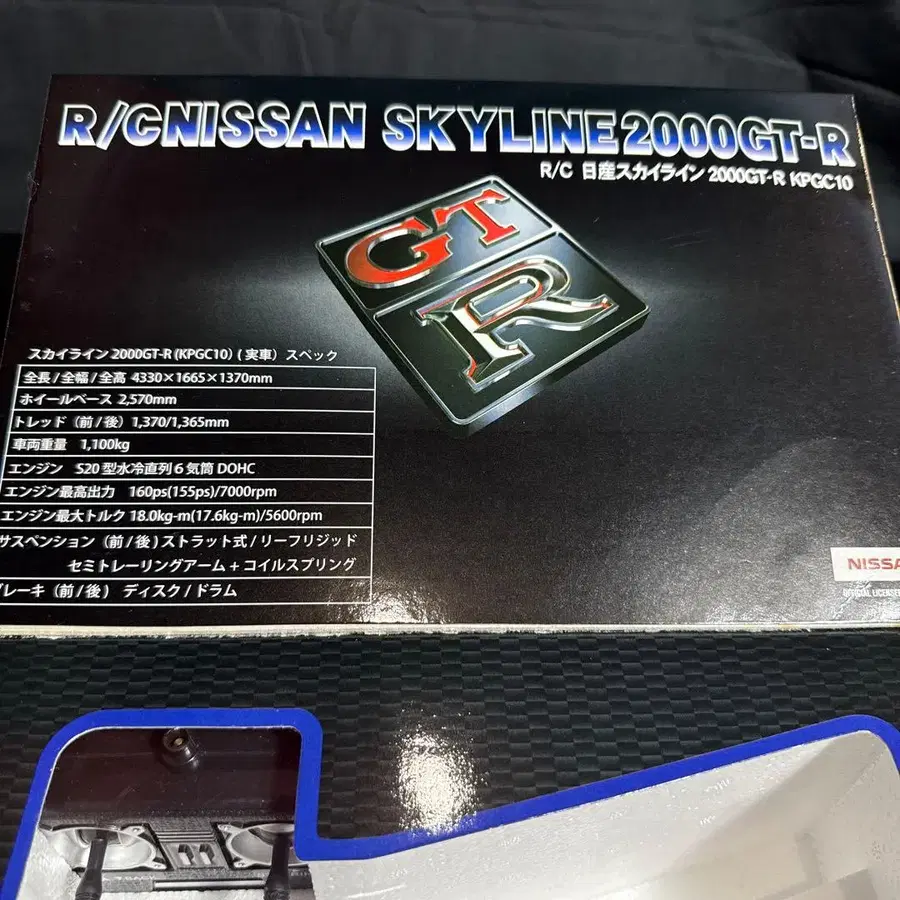 R/CNISSAN SKYLINE2000GT-R
R/C 日産スカイライン 2000GT-R KPGC10
GT
R
スカイライン 2000GT-R (KPGC10) ( 実車 ) スペック
全長 / 全幅 / 全高 4330×1665×1370mm
ホイールベース 2,570mm
トレッド (前 / 後) 1,370/1,365mm
車両重量 1,100kg
エンジン S20 型水冷直列 6 気筒 DOHC
エンジン最高出力 160ps(155ps)/7000rpm
エンジン最大トルク 18.0kg-m(17.6kg-m)/5600rpm
サスペンション (前 / 後 ) ストラット式 / リーフリジッド
セミトレーリングアーム + コイルスプリング
ブレーキ (前 / 後) ディスク / ドラム
NISSA
OFFICIAL LICENSE